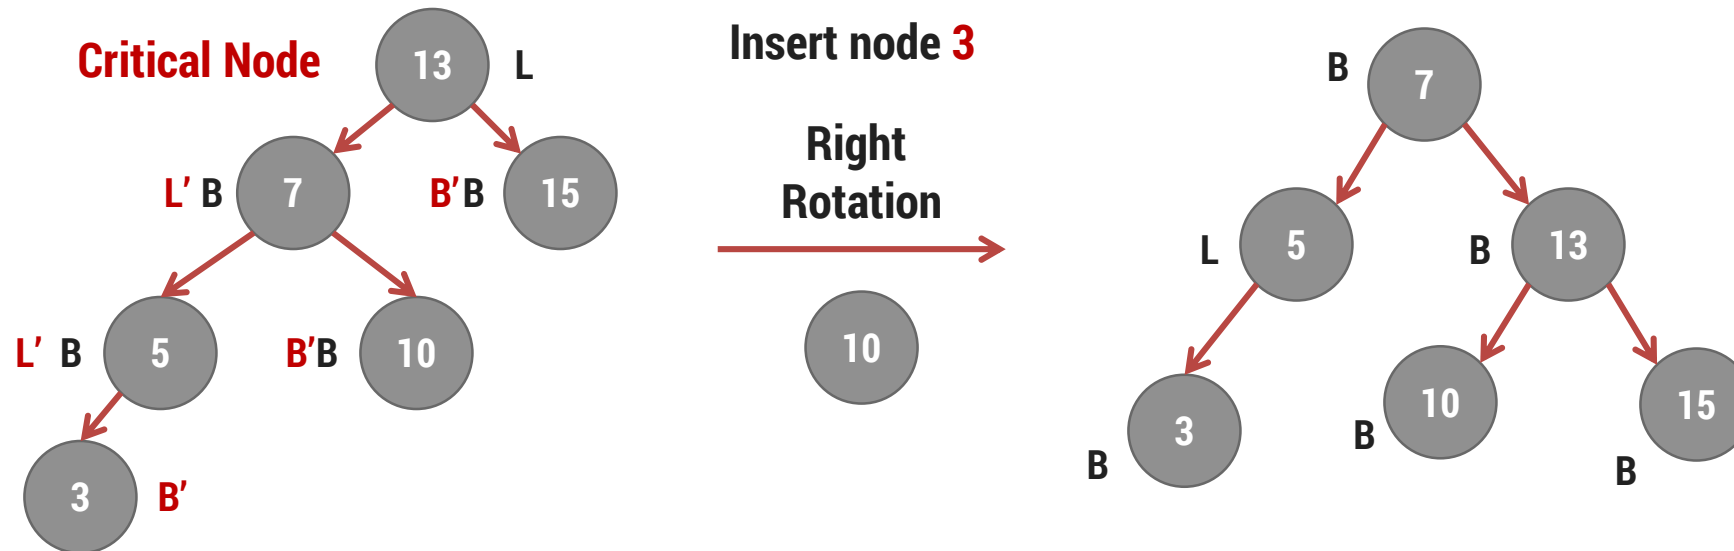 Critical Node
13 L
L' B 7 B'B 15
L' B 5 B'B 10
3 B'
Insert node 3
Right
Rotation
10
B 7
L 5 B 13
B 3 B 10 B 15